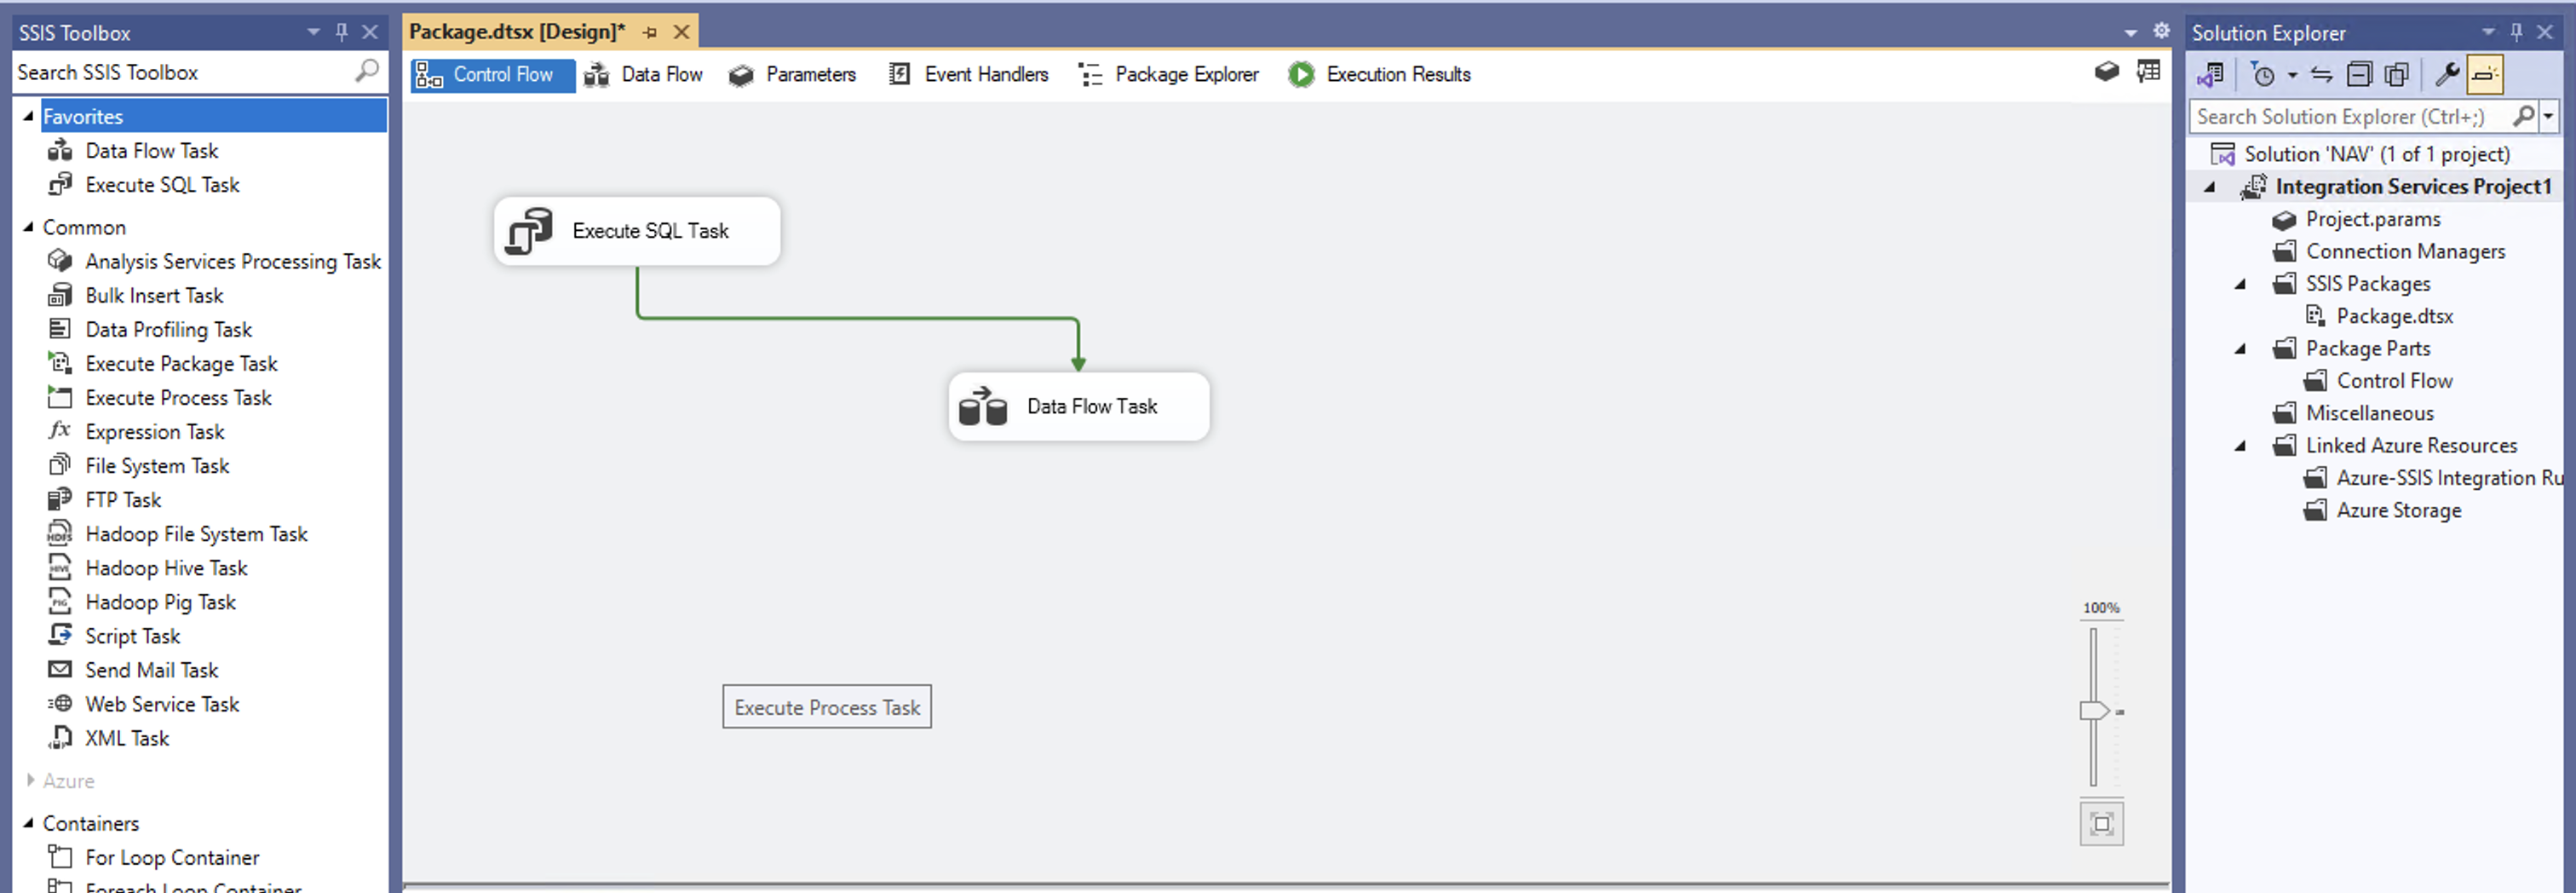 SSIS Toolbox
Search SSIS Toolbox
Favorites
Data Flow Task
Execute SQL Task
Common
Analysis Services Processing Task
Bulk Insert Task
Data Profiling Task
Execute Package Task
Execute Process Task
Expression Task
File System Task
FTP Task
Hadoop File System Task
Hadoop Hive Task
Hadoop Pig Task
Script Task
Send Mail Task
Web Service Task
XML Task
Azure
Containers
For Loop Container
Foreach Loop Container
Package.dtsx [Design]*
Control Flow
Data Flow
Parameters
Event Handlers
Package Explorer
Execution Results
Execute SQL Task
Data Flow Task
Execute Process Task
100%
Solution Explorer
Search Solution Explorer (Ctrl+;)
Solution 'NAV' (1 of 1 project)
Integration Services Project1
Project.params
Connection Managers
SSIS Packages
Package.dtsx
Package Parts
Control Flow
Miscellaneous
Linked Azure Resources
Azure-SSIS Integration Ru
Azure Storage